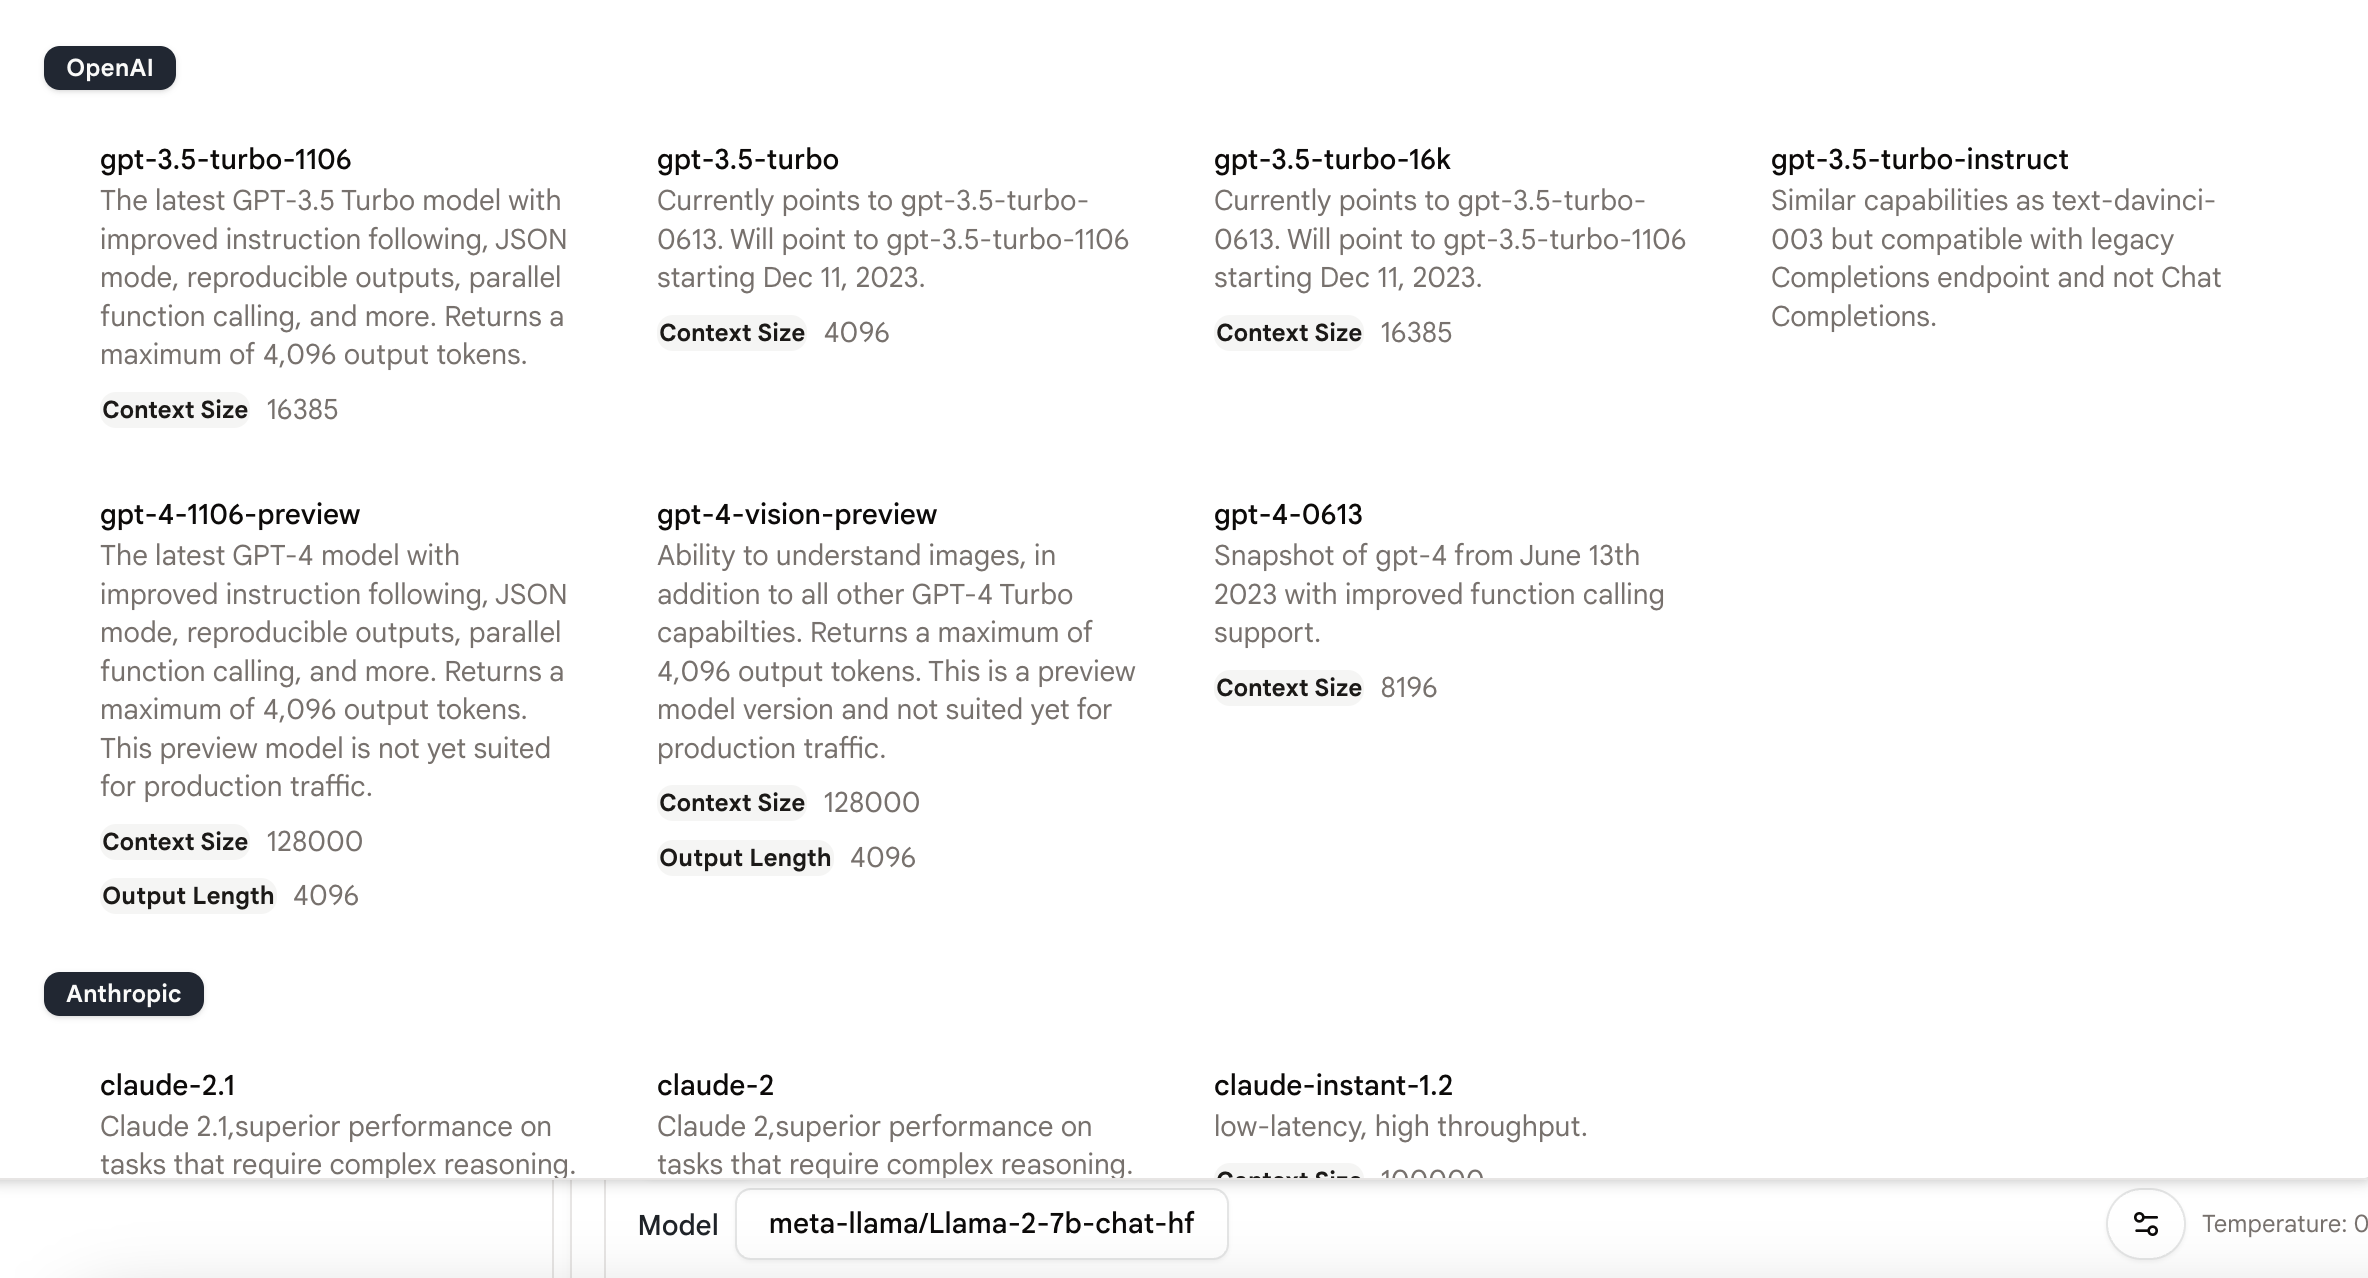 OpenAI
gpt-3.5-turbo-1106
The latest GPT-3.5 Turbo model with
improved instruction following, JSON
mode, reproducible outputs, parallel
function calling, and more. Returns a
maximum of 4,096 output tokens.
Context Size 16385
gpt-3.5-turbo
Currently points to gpt-3.5-turbo-
0613. Will point to gpt-3.5-turbo-1106
starting Dec 11, 2023.
Context Size 4096
gpt-3.5-turbo-16k
Currently points to gpt-3.5-turbo-
0613. Will point to gpt-3.5-turbo-1106
starting Dec 11, 2023.
Context Size 16385
gpt-3.5-turbo-instruct
Similar capabilities as text-davinci-
003 but compatible with legacy
Completions endpoint and not Chat
Completions.
gpt-4-1106-preview
The latest GPT-4 model with
improved instruction following, JSON
mode, reproducible outputs, parallel
function calling, and more. Returns a
maximum of 4,096 output tokens.
This preview model is not yet suited
for production traffic.
Context Size 128000
Output Length 4096
gpt-4-vision-preview
Ability to understand images, in
addition to all other GPT-4 Turbo
capabilties. Returns a maximum of
4,096 output tokens. This is a preview
model version and not suited yet for
production traffic.
Context Size 128000
Output Length 4096
gpt-4-0613
Snapshot of gpt-4 from June 13th
2023 with improved function calling
support.
Context Size 8196
Anthropic
claude-2.1
Claude 2.1,superior performance on
tasks that require complex reasoning.
claude-2
Claude 2,superior performance on
tasks that require complex reasoning.
claude-instant-1.2
low-latency, high throughput.
Context Size 100000
Model meta-llama/Llama-2-7b-chat-hf
Temperature: 0